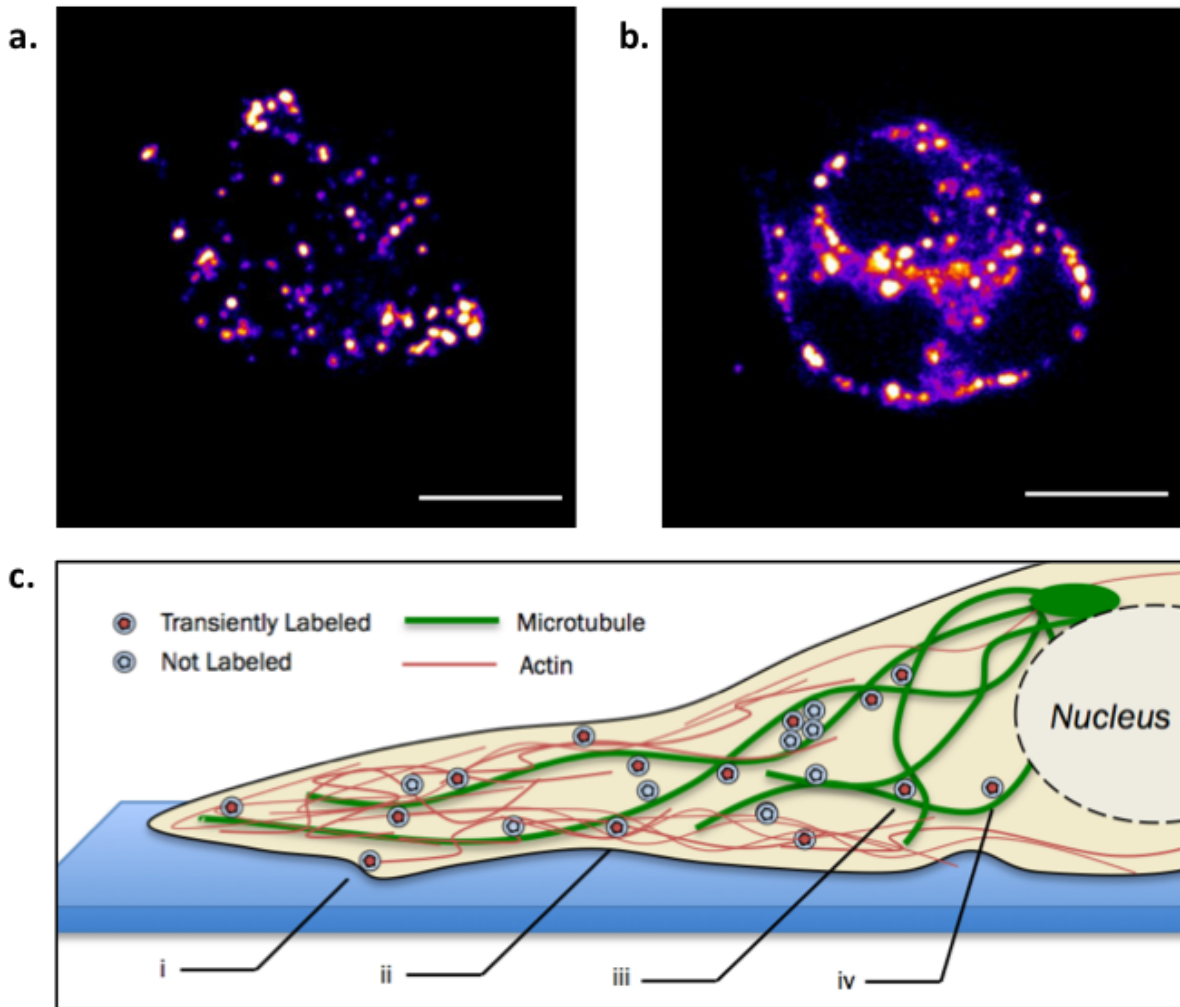 a.
b.
c.
Transiently Labeled
Microtubule
Not Labeled
Actin
Nucleus
i
ii
iii
iv